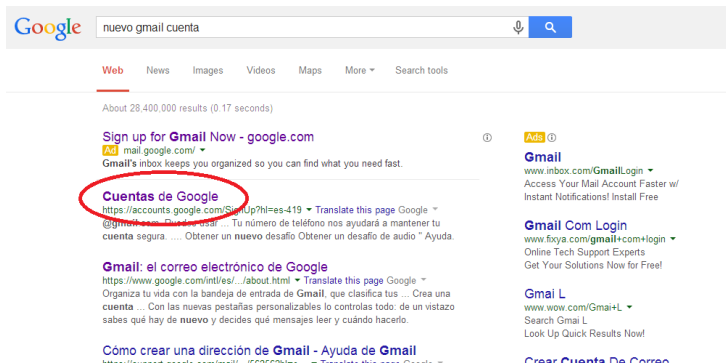 Google
nuevo gmail cuenta
Web News Images Videos Maps More Search tools
About 28,400,000 results (0.17 seconds)
Sign up for Gmail Now - google.com
Ad mail.google.com/
Gmail's inbox keeps you organized so you can find what you need fast.
Cuentas de Google
https://accounts.google.com/SignUp?hl=es-419 Translate this page Google
@gmail.com. Puedes usar ... Tu número de teléfono nos ayudará a mantener tu
cuenta segura. .... Obtener un nuevo desafío Obtener un desafío de audio " Ayuda.
Gmail: el correo electrónico de Google
https://www.google.com/intl/es/.../about.html Translate this page Google
Organiza tu vida con la bandeja de entrada de Gmail, que clasifica tus ... Crea una
cuenta ... Con las nuevas pestañas personalizables lo controlas todo: de un vistazo
sabes qué hay de nuevo y decides qué mensajes leer y cuándo hacerlo.
Cómo crear una dirección de Gmail - Ayuda de Gmail
Ads
Gmail
www.inbox.com/GmailLogin
Access Your Mail Account Faster w/
Instant Notifications! Install Free
Gmail Com Login
www.fixya.com/gmail+com+login
Online Tech Support Experts
Get Your Solutions Now for Free!
Gmai L
www.wow.com/Gmai+L
Search Gmai L
Look Up Quick Results Now!
Crear Cuenta De Correo